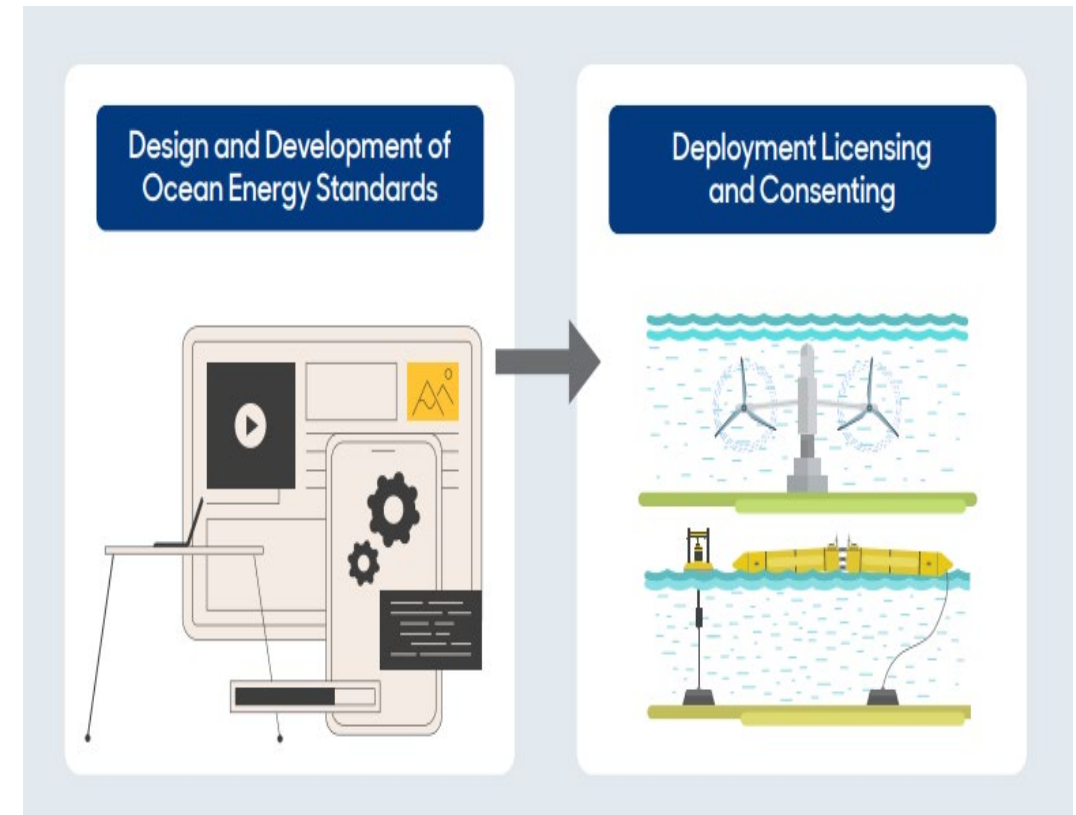 Design and Development of
Ocean Energy Standards
Deployment Licensing
and Consenting